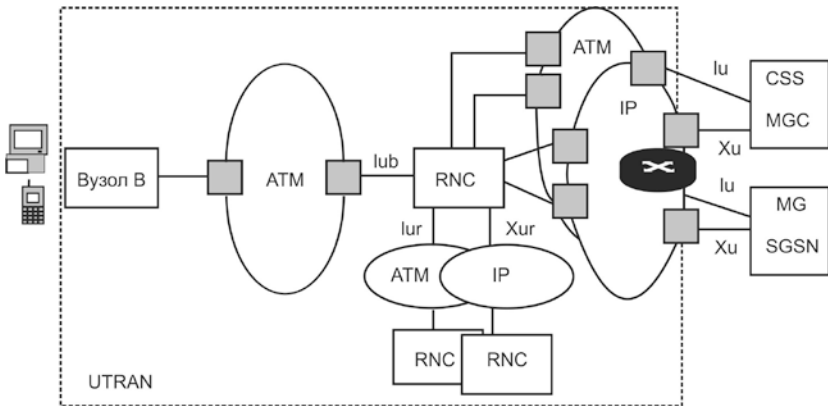 ATM
Iu
CSS
IP
MGC
Xu
Iub
Вузол В
ATM
RNC
Iu
MG
Iur
Xur
Xu
SGSN
ATM
IP
RNC
RNC
UTRAN